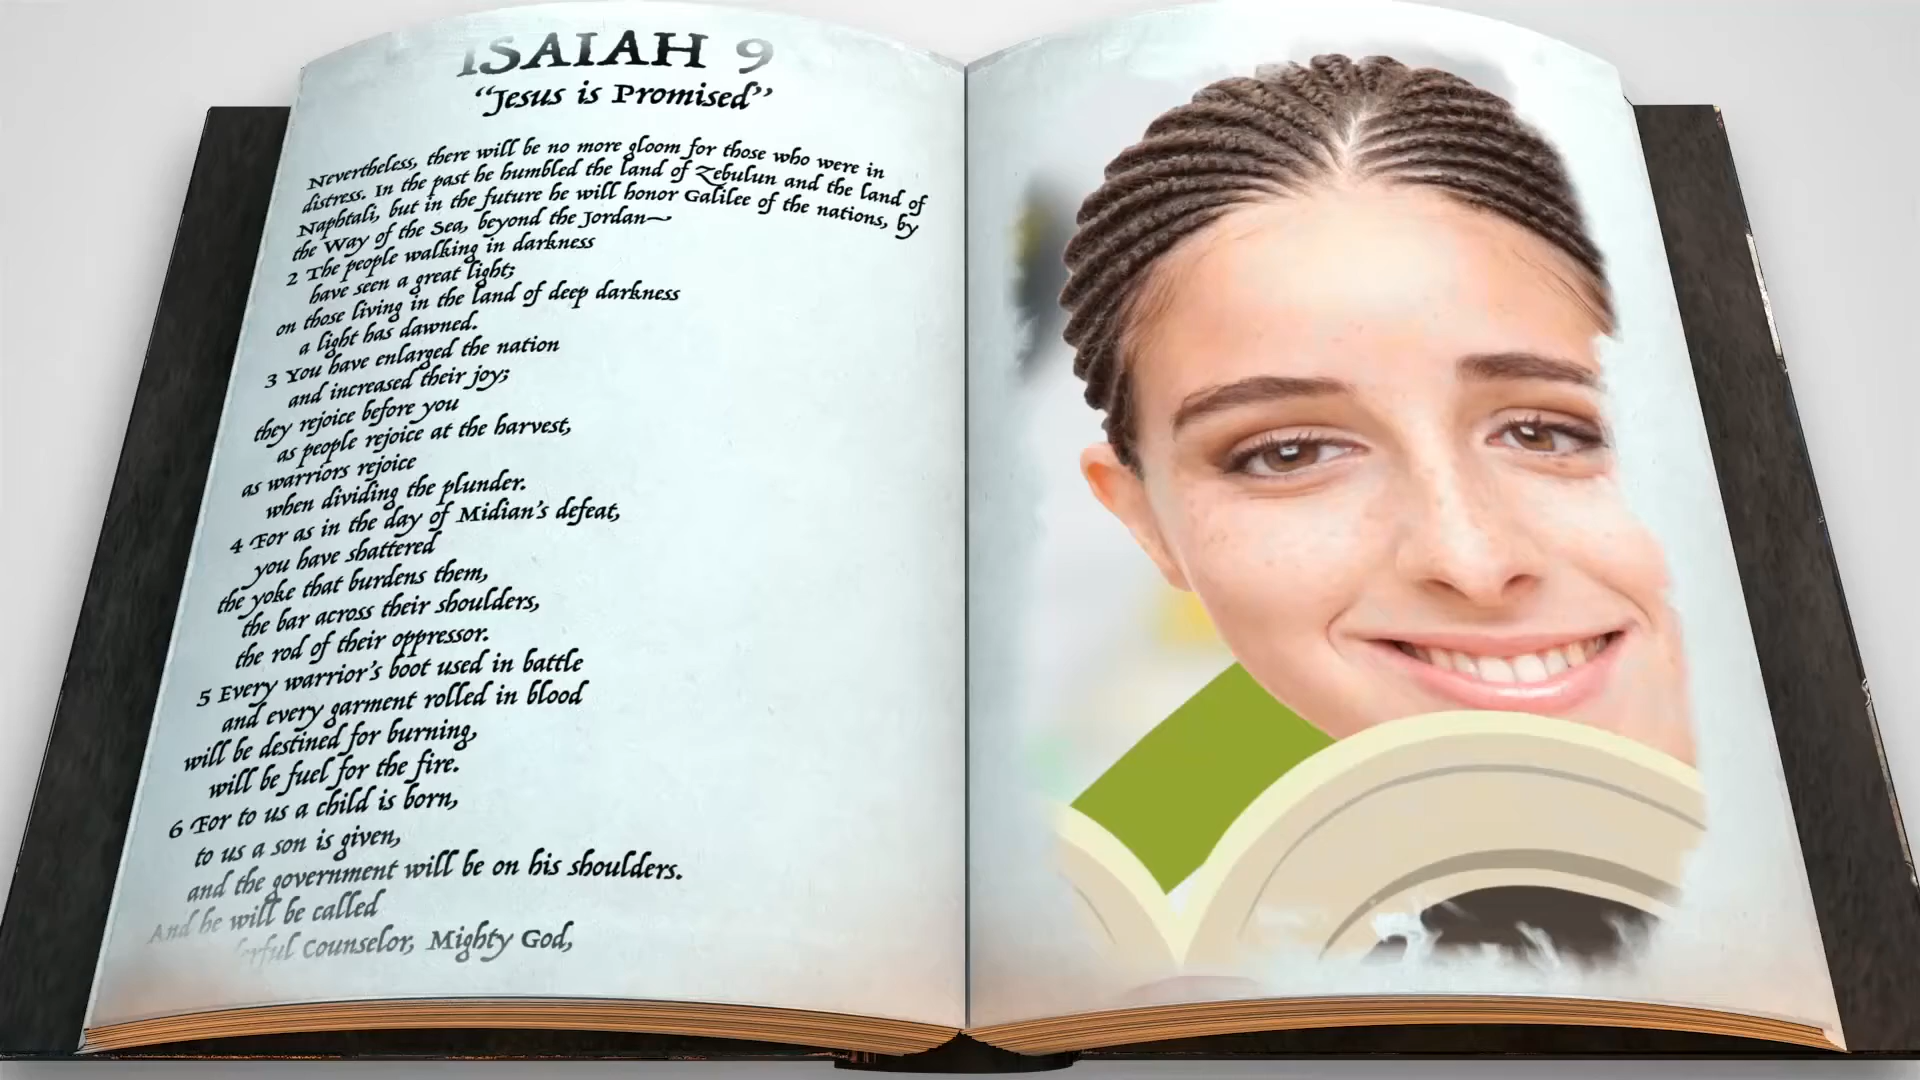 ISAIAH 9
“Jesus is Promised”
Nevertheless, there will be no more gloom for those who were in
distress. In the past he humbled the land of Zebulun and the land of
Naphtali, but in the future he will honor Galilee of the nations, by
the Way of the Sea, beyond the Jordan—
2 The people walking in darkness
have seen a great light;
on those living in the land of deep darkness
a light has dawned.
3 You have enlarged the nation
and increased their joy;
they rejoice before you
as people rejoice at the harvest,
as warriors rejoice
when dividing the plunder.
4 For as in the day of Midian’s defeat,
you have shattered
the yoke that burdens them,
the bar across their shoulders,
the rod of their oppressor.
5 Every warrior’s boot used in battle
and every garment rolled in blood
will be destined for burning,
will be fuel for the fire.
6 For to us a child is born,
to us a son is given,
and the government will be on his shoulders.
And he will be called
Counselor, Mighty God,